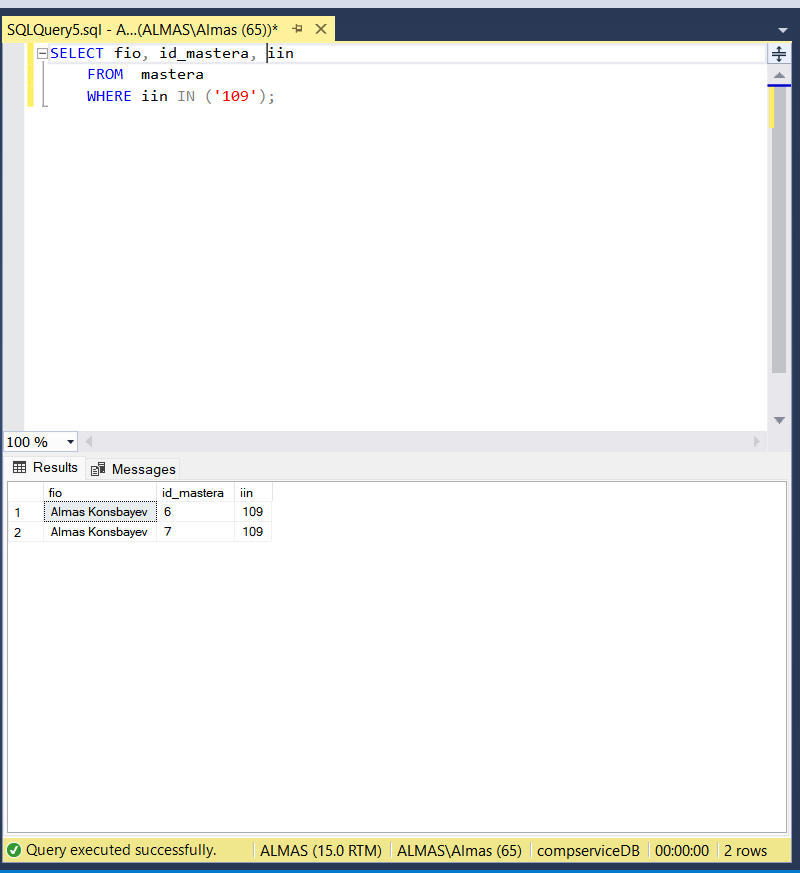 SQLQuery5.sql - A...(ALMAS\Almas (65))*
SELECT fio, id_mastera, iin
FROM  mastera
WHERE iin IN ('109');
100 %
Results Messages
fio id_mastera iin
1 Almas Konsbayev 6 109
2 Almas Konsbayev 7 109
Query executed successfully. ALMAS (15.0 RTM) ALMAS\Almas (65) compserviceDB 00:00:00 2 rows